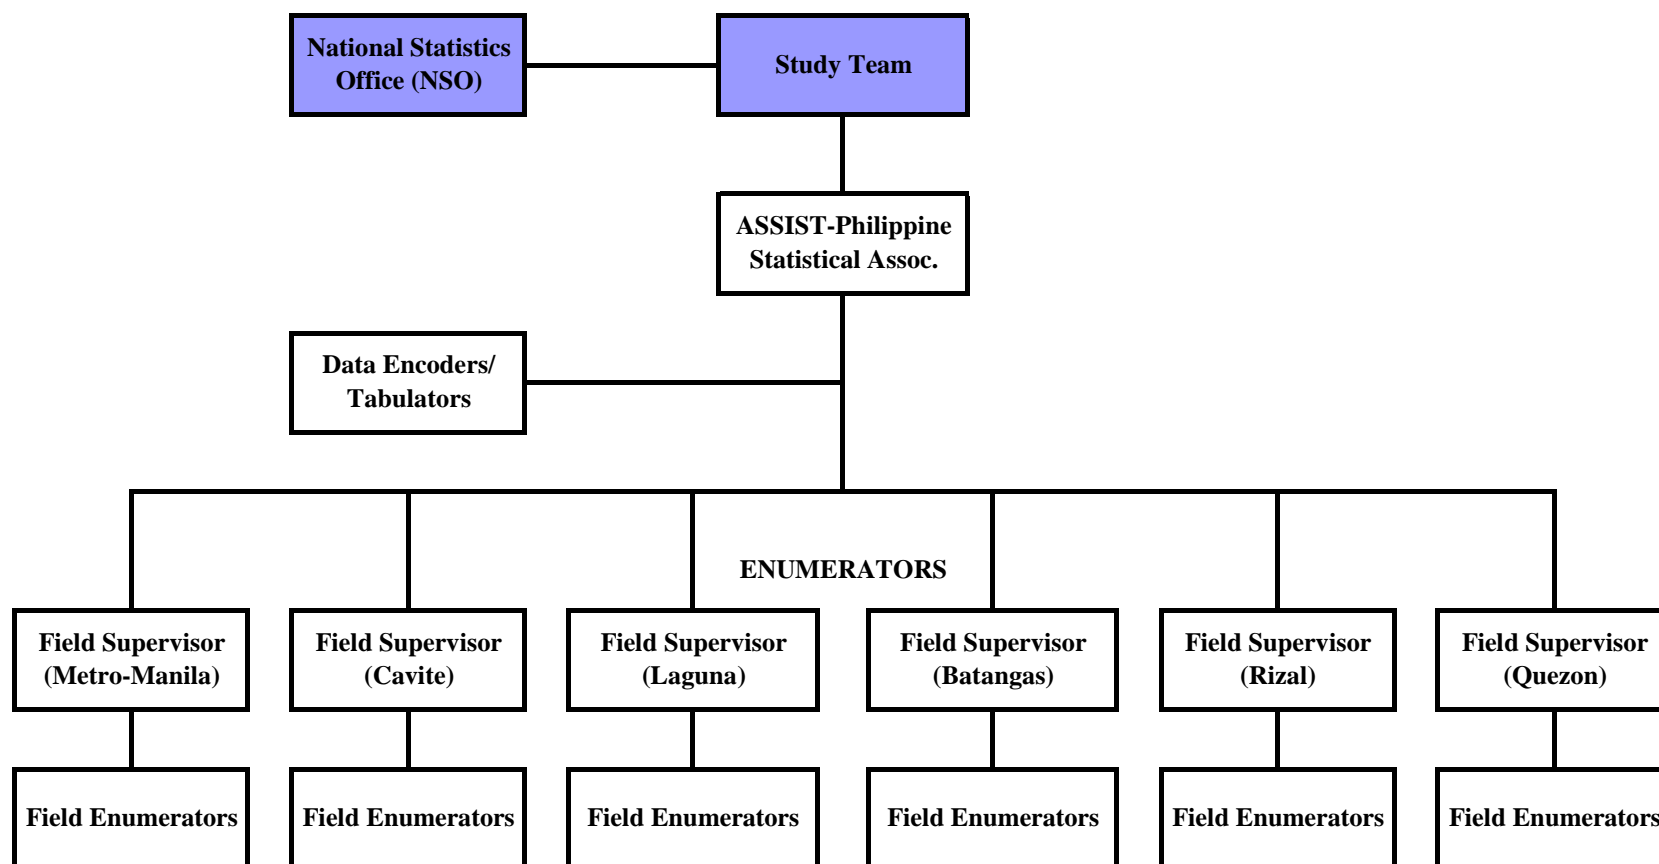 National Statistics
Office (NSO)
Study Team
ASSIST-Philippine
Statistical Assoc.
Data Encoders/
Tabulators
ENUMERATORS
Field Supervisor
(Metro-Manila)
Field Supervisor
(Cavite)
Field Supervisor
(Laguna)
Field Supervisor
(Batangas)
Field Supervisor
(Rizal)
Field Supervisor
(Quezon)
Field Enumerators
Field Enumerators
Field Enumerators
Field Enumerators
Field Enumerators
Field Enumerators